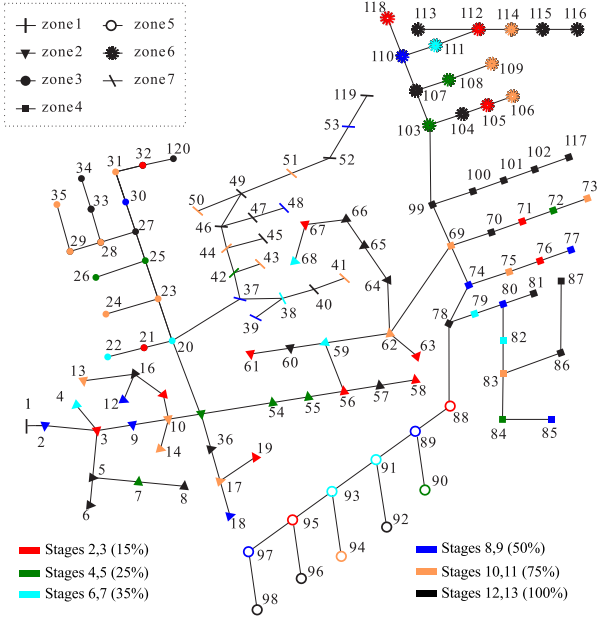 zone1 zone5
zone2 zone6
zone3 zone7
zone4
118 113 112 114 115 116
110 111
107 108 109
103 104 105 106
119
53
52
51
50 49
34 31 32 120
35 33 30
29 28 27
26 25
24 23
22 21 20
46 47 48
44 45
42 43
37 38 39 40 41
67 66
68 65
64
117
102
101
100
99
69 70 71 72 73
74 75 76 77
78 79 80 81 87
82
83 86
84 85
61 60 59 62 63
54 55 56 57 58
13 16
4 12
1
2 3 9 10
14
36 19
17
18
5
6 7 8
88
89
91 90
93 92
95 94
97 96
98
Stages 2,3 (15%)
Stages 4,5 (25%)
Stages 6,7 (35%)
Stages 8,9 (50%)
Stages 10,11 (75%)
Stages 12,13 (100%)